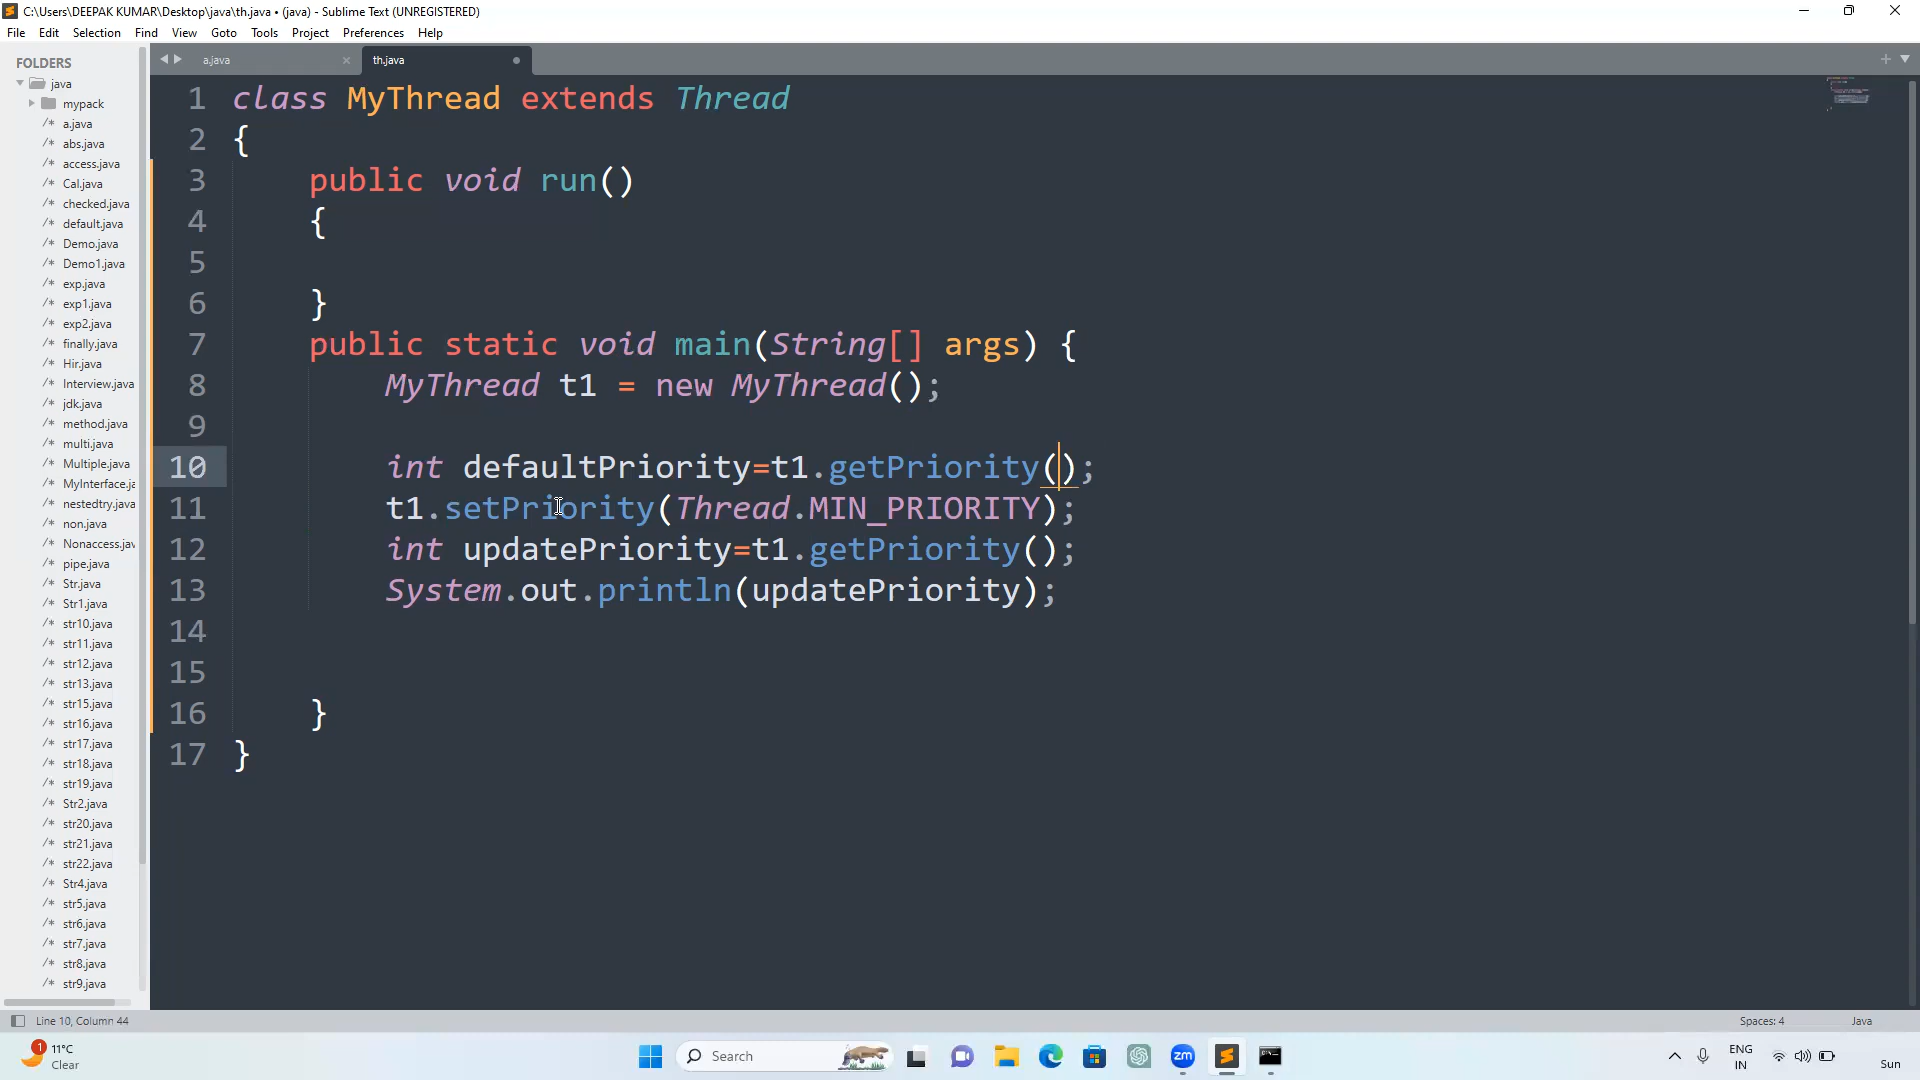 C:\Users\DEEPAK KUMAR\Desktop\java\th.java • (java) - Sublime Text (UNREGISTERED)
File Edit Selection Find View Goto Tools Project Preferences Help
FOLDERS
java
mypack
/* a.java
/* abs.java
/* access.java
/* Cal.java
/* checked.java
/* default.java
/* Demo.java
/* Demo1.java
/* exp.java
/* exp1.java
/* exp2.java
/* finally.java
/* Hir.java
/* Interview.java
/* jdk.java
/* method.java
/* multi.java
/* Multiple.java
/* MyInterface.ja
/* nestedtry.java
/* non.java
/* Nonaccess.jav
/* pipe.java
/* Str.java
/* Str1.java
/* str10.java
/* str11.java
/* str12.java
/* str13.java
/* str15.java
/* str16.java
/* str17.java
/* str18.java
/* str19.java
/* Str2.java
/* str20.java
/* str21.java
/* str22.java
/* Str4.java
/* str5.java
/* str6.java
/* str7.java
/* str8.java
/* str9.java
a.java
th.java
1 class MyThread extends Thread
2 {
3 public void run()
4 {
5
6 }
7 public static void main(String[] args) {
8 MyThread t1 = new MyThread();
9
10 int defaultPriority=t1.getPriority();
11 t1.setPriority(Thread.MIN_PRIORITY);
12 int updatePriority=t1.getPriority();
13 System.out.println(updatePriority);
14
15
16 }
17 }
Line 10, Column 44
Spaces: 4
Java
1
11°C
Clear
Search
zm
ENG
IN
Sun